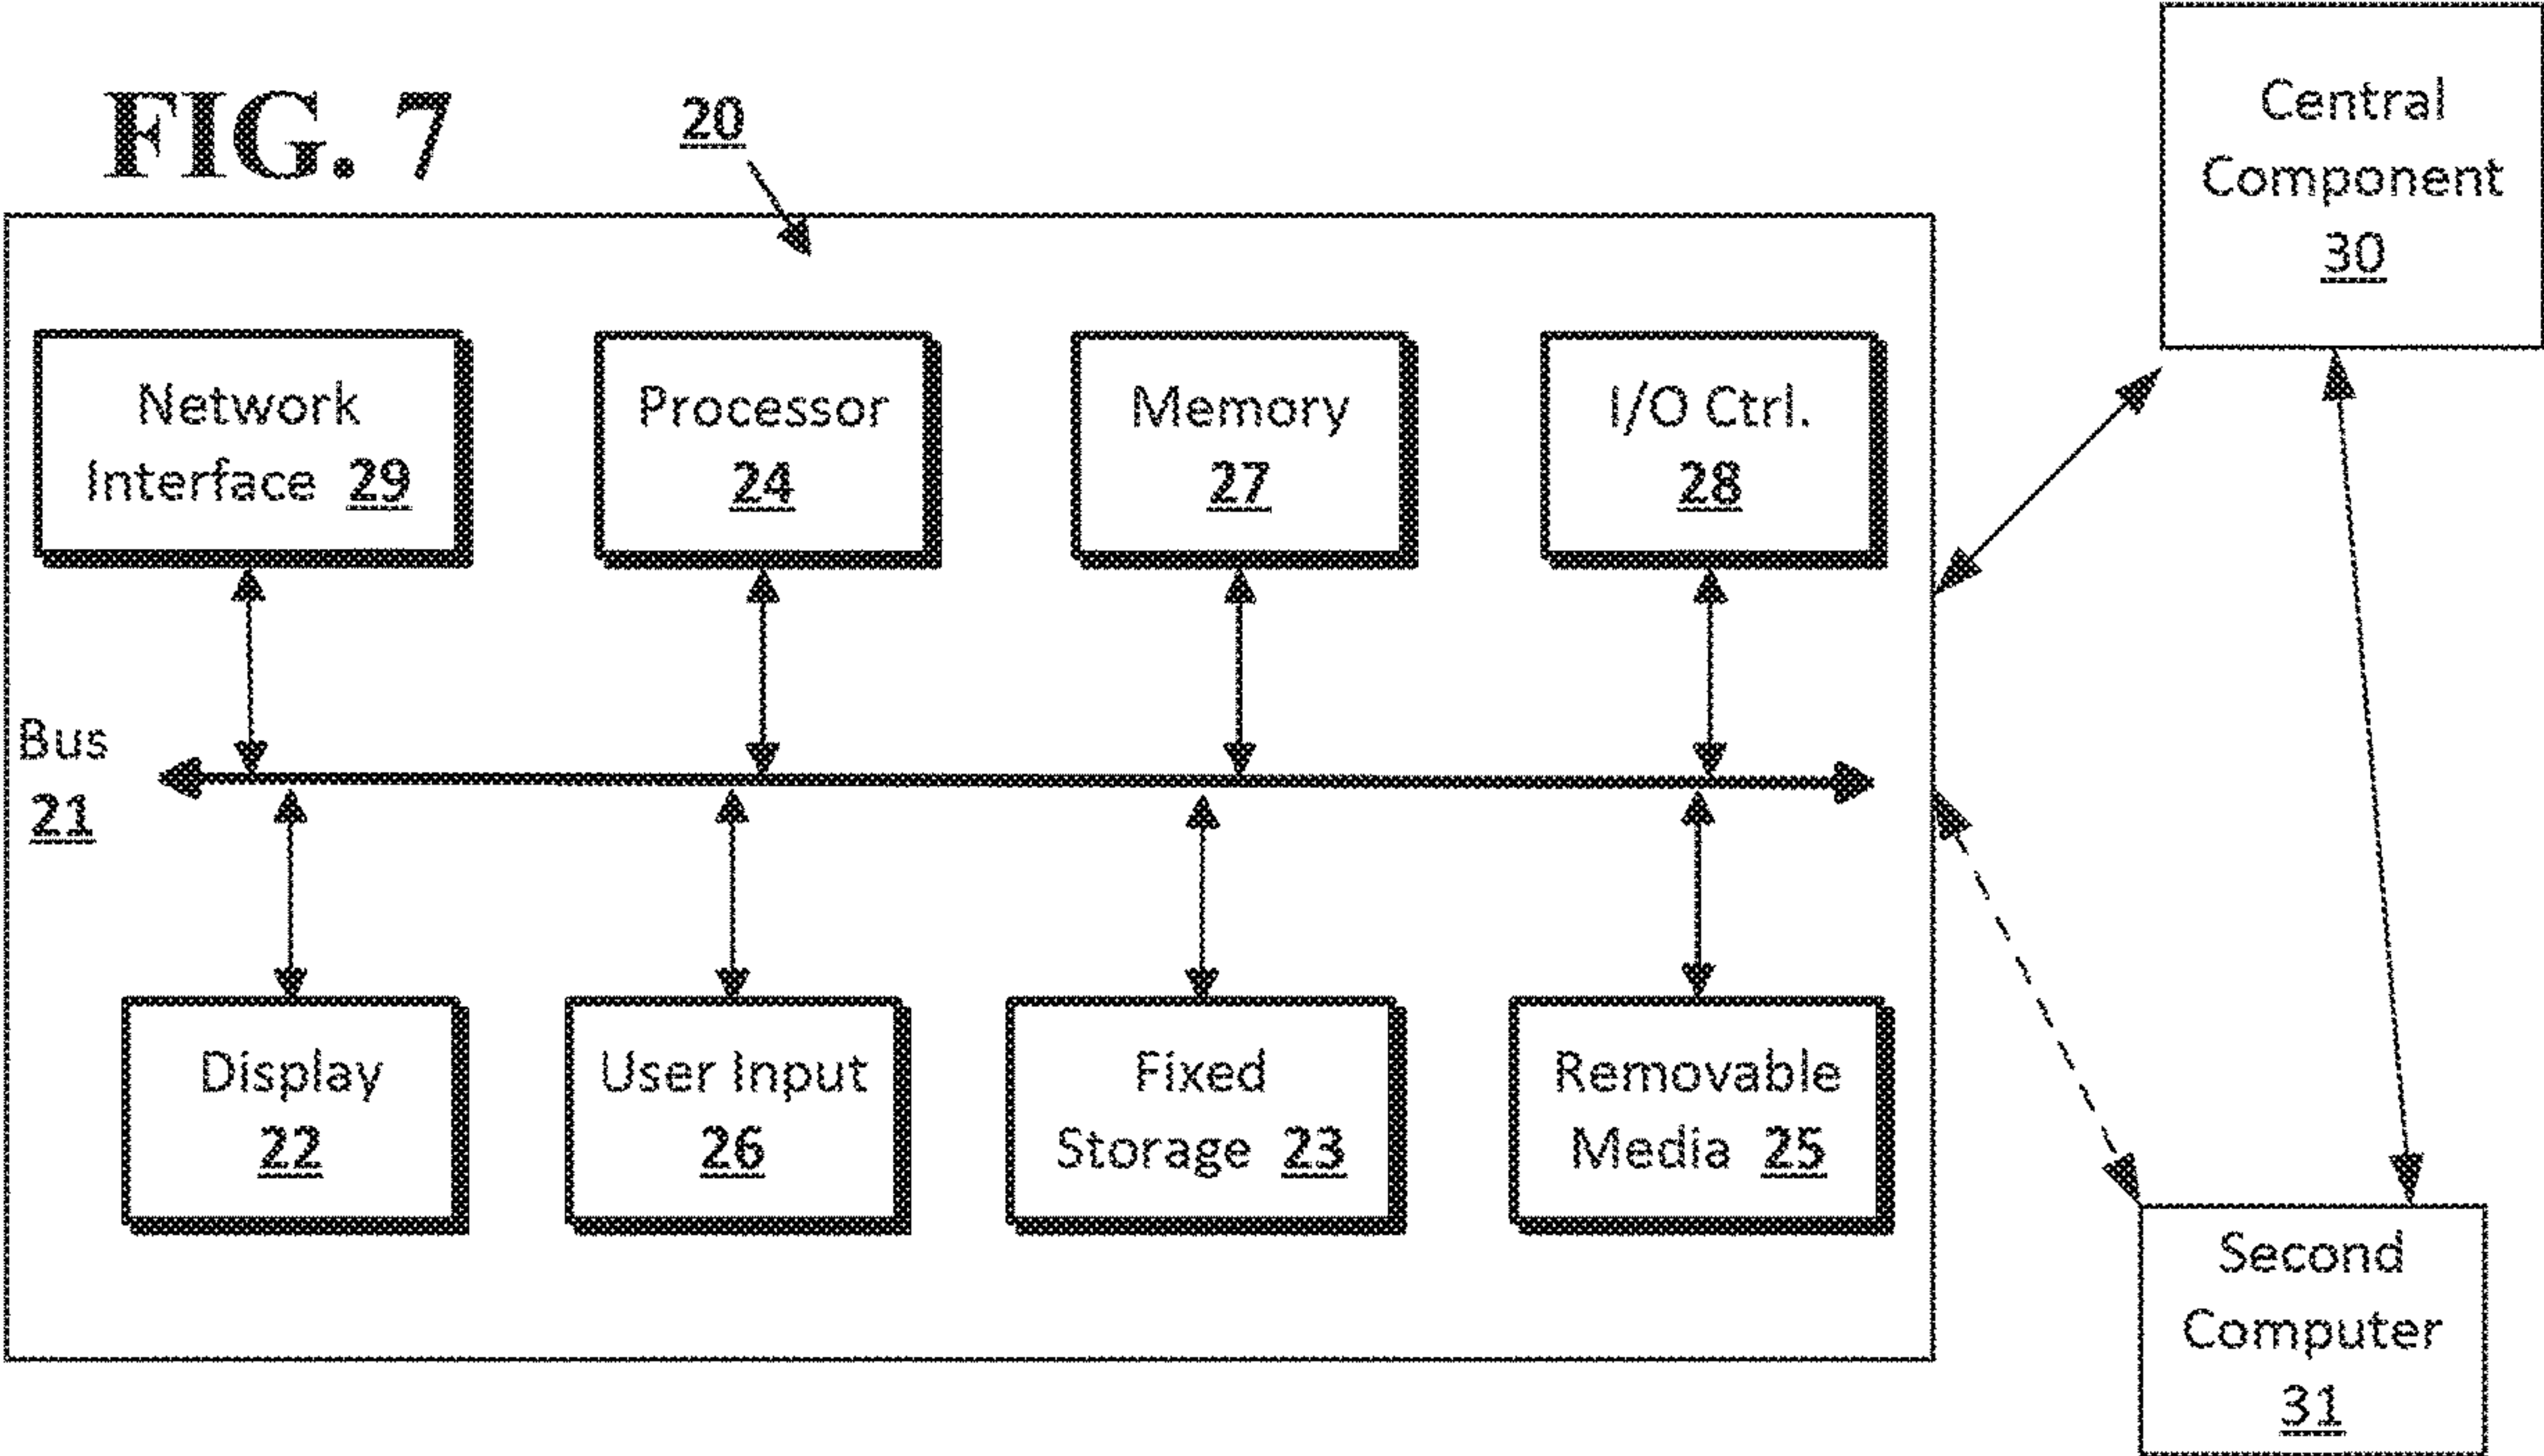 FIG. 7
20
Central
Component
30
Network
Interface 29
Processor
24
Memory
27
I/O Ctrl.
28
Bus
21
Display
22
User Input
26
Fixed
Storage 23
Removable
Media 25
Second
Computer
31